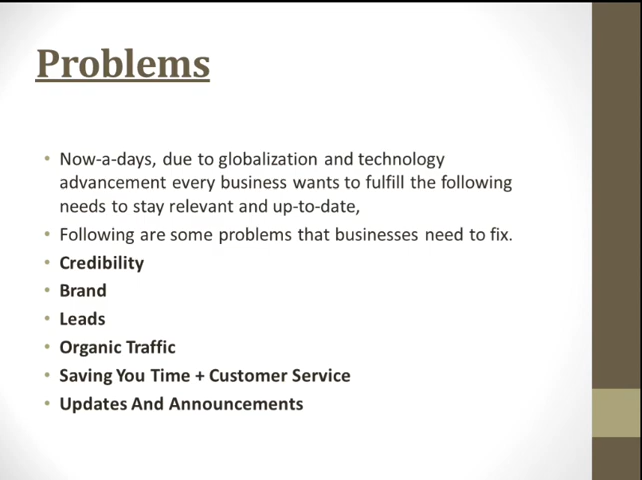 Problems
• Now-a-days, due to globalization and technology
advancement every business wants to fulfill the following
needs to stay relevant and up-to-date,
• Following are some problems that businesses need to fix.
• Credibility
• Brand
• Leads
• Organic Traffic
• Saving You Time + Customer Service
• Updates And Announcements